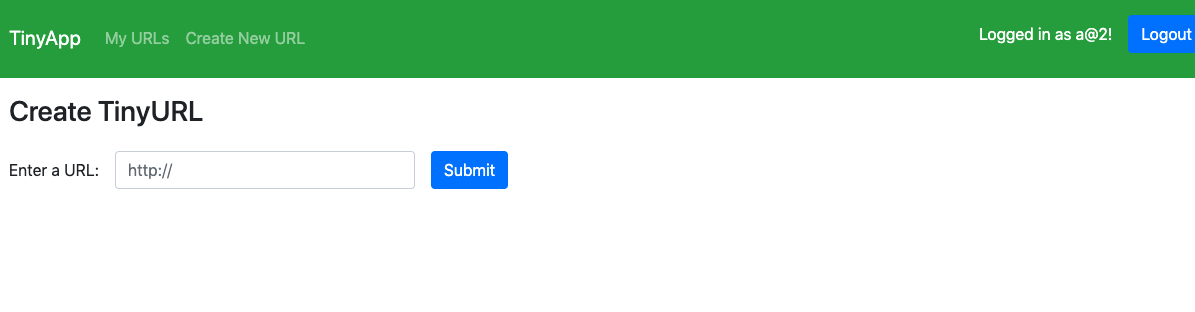 TinyApp My URLs Create New URL Logged in as a@2! Logout
Create TinyURL
Enter a URL: http:// Submit